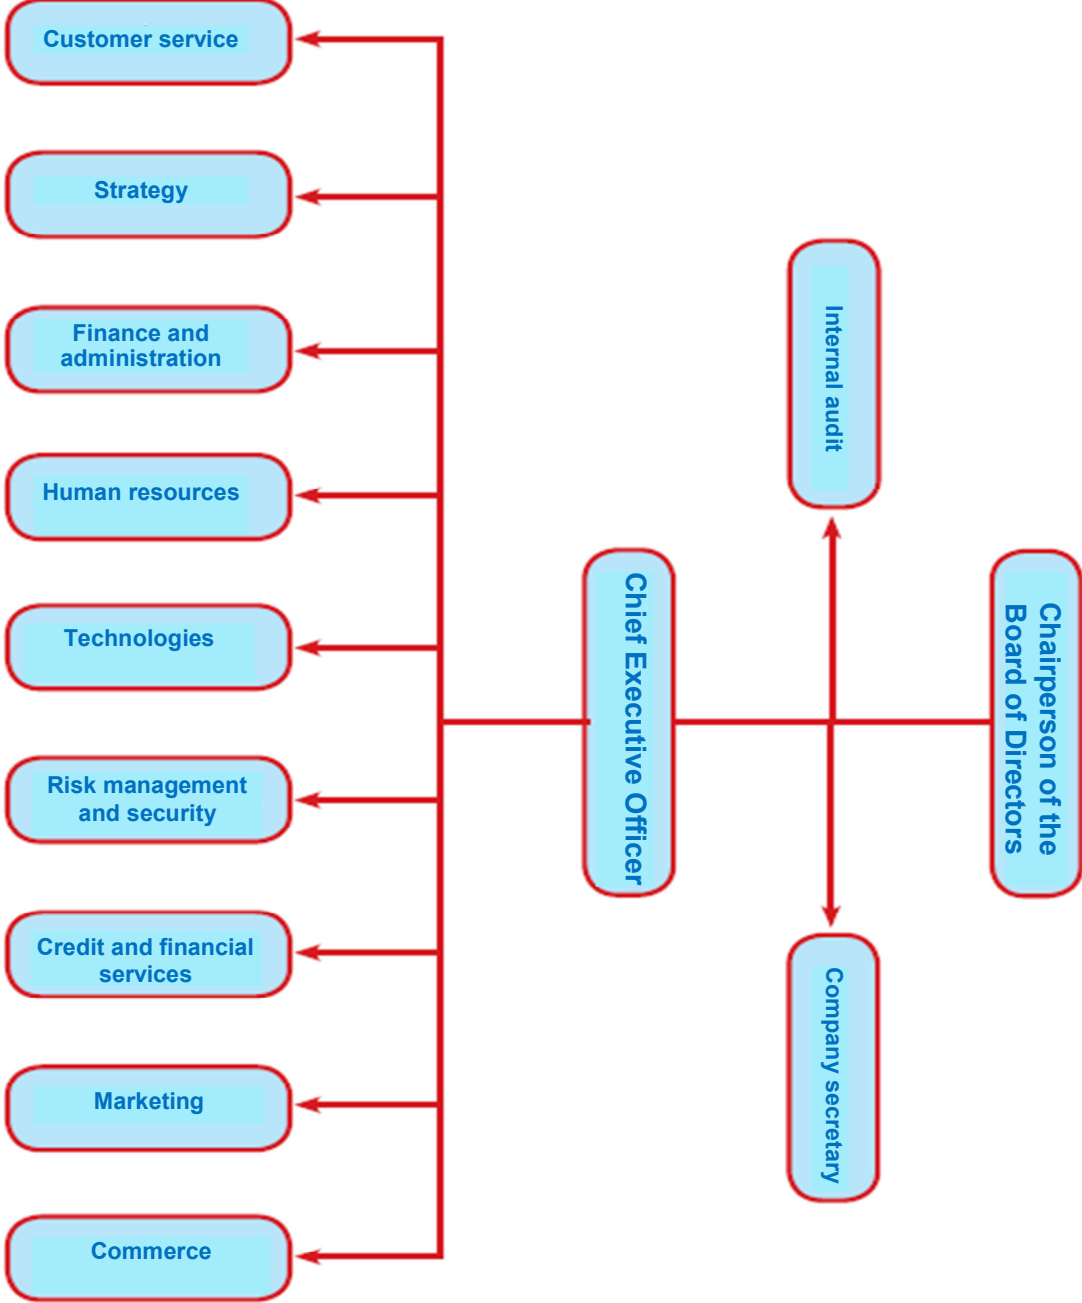 Customer service
Strategy
Finance and
administration
Human resources
Technologies
Risk management
and security
Credit and financial
services
Marketing
Commerce
Chief Executive Officer
Internal audit
Company secretary
Chairperson of the
Board of Directors